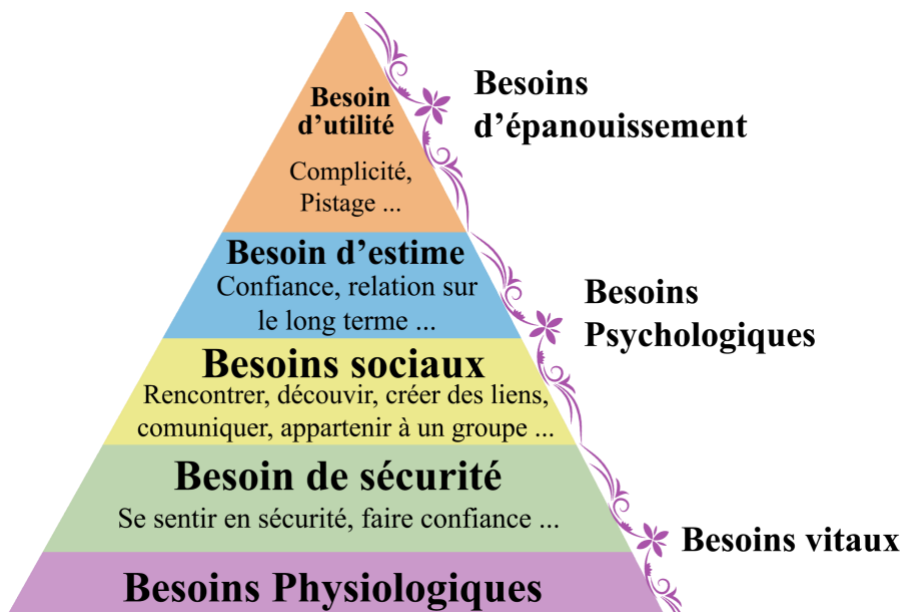 Besoin
d'utilité
Complicité,
Pistage ...
Besoins
d'épanouissement
Besoin d'estime
Confiance, relation sur
le long terme ...
Besoins
Psychologiques
Besoins sociaux
Rencontrer, découvir, créer des liens,
comuniquer, appartenir à un groupe ...
Besoin de sécurité
Se sentir en sécurité, faire confiance ...
Besoins vitaux
Besoins Physiologiques